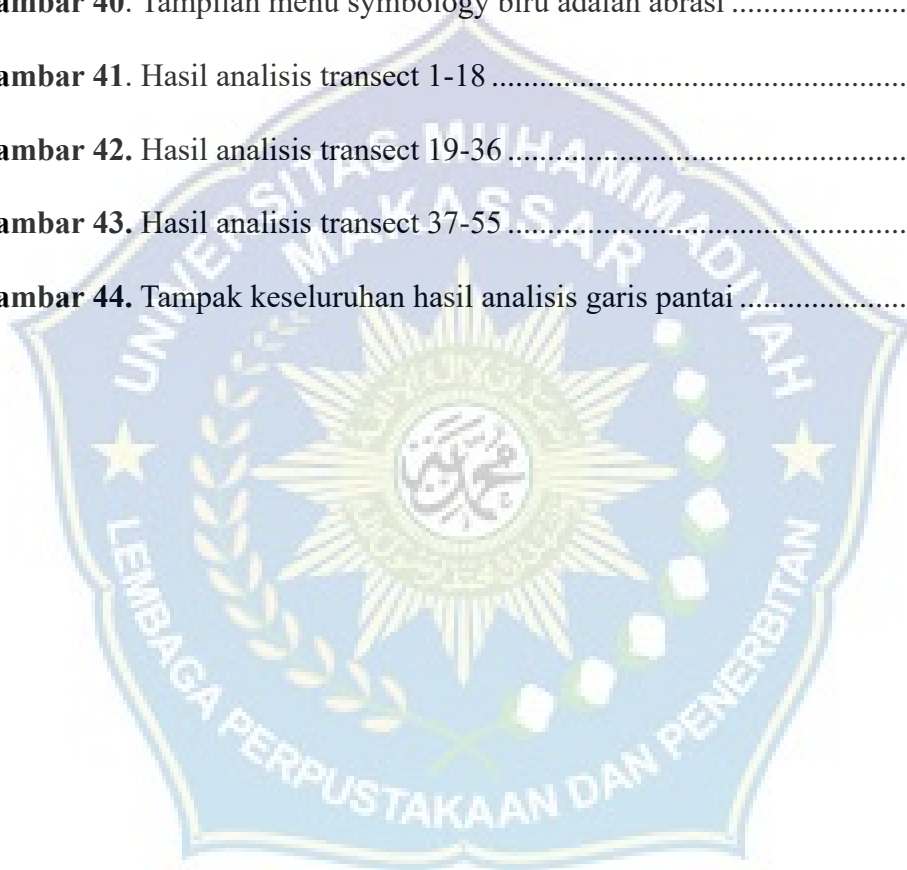 ambar 40. Tampilan menu symbology biru adalah abrasi ........................
ambar 41. Hasil analisis transect 1-18 ....................................................
ambar 42. Hasil analisis transect 19-36 ..................................................
ambar 43. Hasil analisis transect 37-55 ..................................................
ambar 44. Tampak keseluruhan hasil analisis garis pantai .....................
UNIVERSITAS MUHAMMADIYAH
MAKASSAR
LEMBAGA PERPUSTAKAAN DAN PENERBITAN